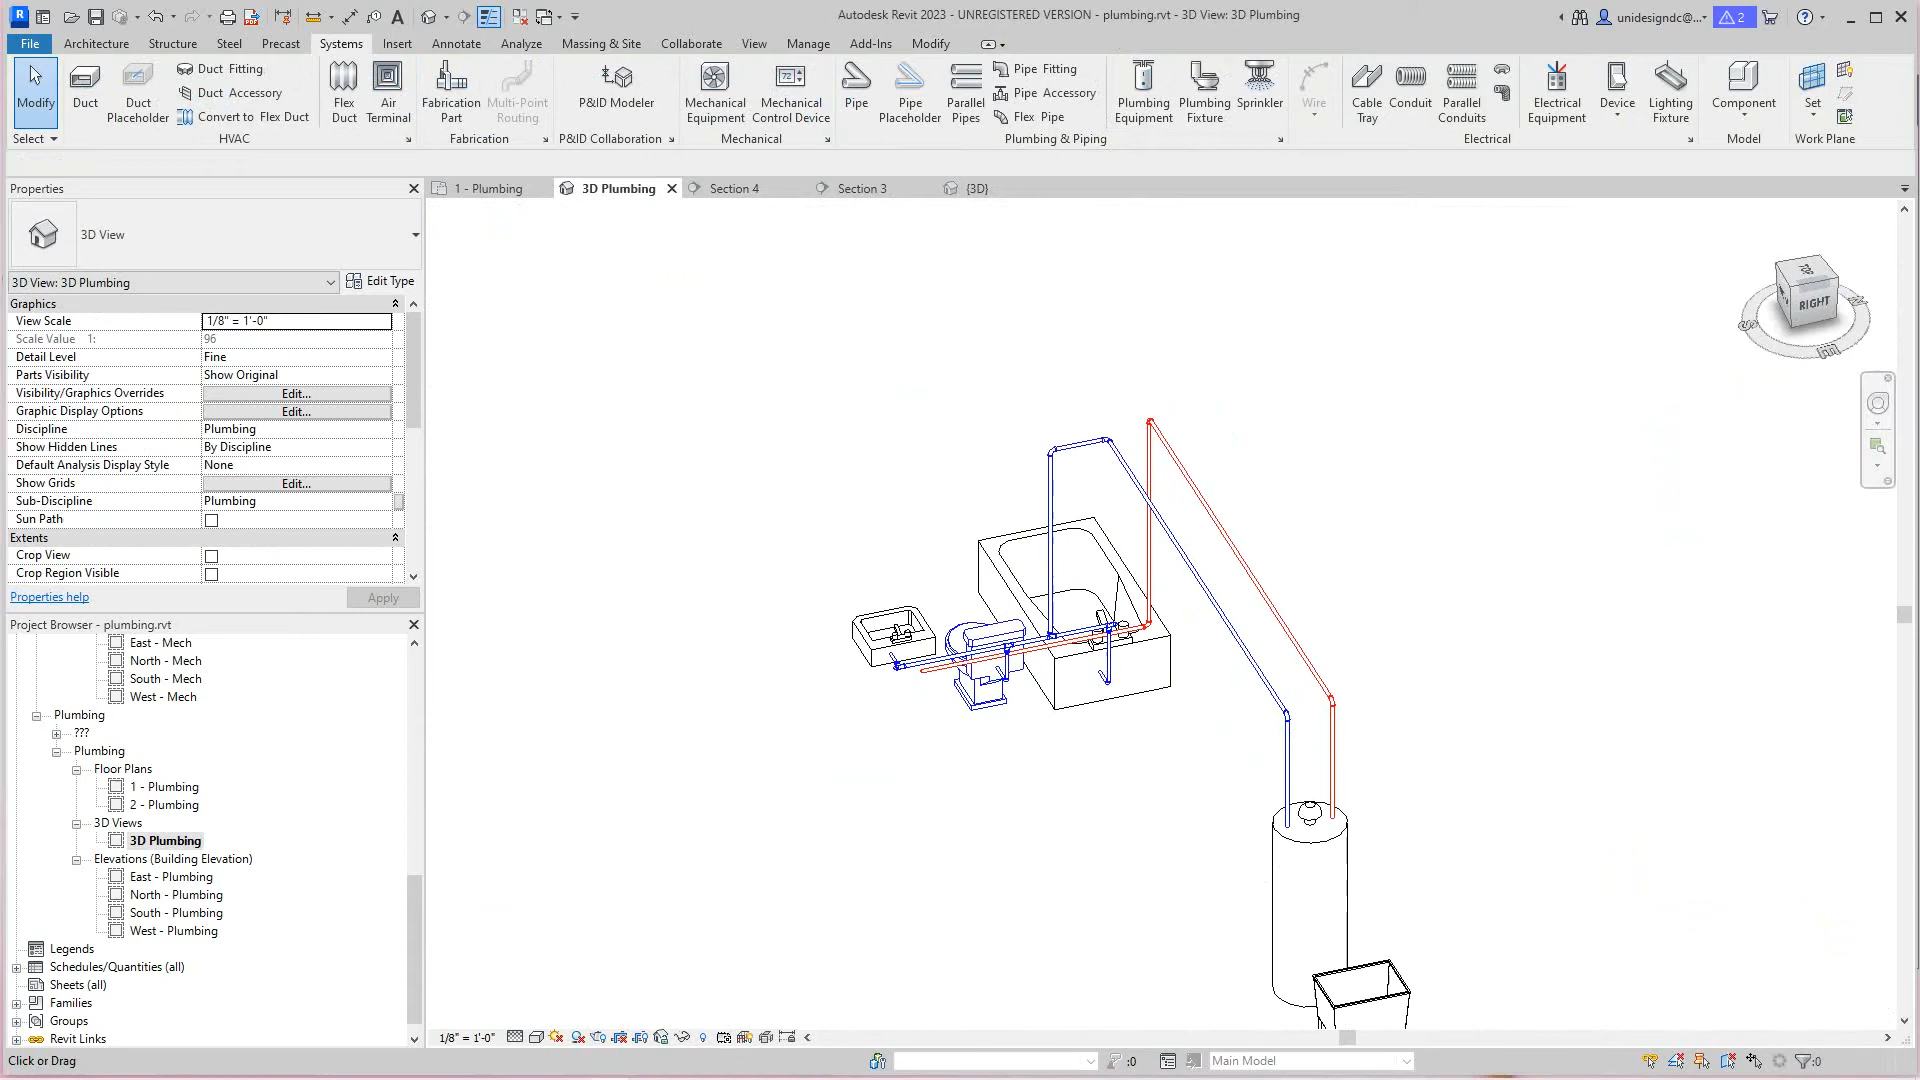 Autodesk Revit 2023 - UNREGISTERED VERSION - plumbing.rvt - 3D View: 3D Plumbing
unidesigndc@...
2
File Architecture Structure Steel Precast Systems Insert Annotate Analyze Massing & Site Collaborate View Manage Add-Ins Modify
Modify
Select
Duct
Duct Placeholder
Duct Fitting
Duct Accessory
Convert to Flex Duct
HVAC
Flex Duct
Air Terminal
Fabrication Part
Multi-Point Routing
Fabrication
P&ID Modeler
P&ID Collaboration
Mechanical Equipment
Mechanical Control Device
Mechanical
Pipe
Pipe Placeholder
Parallel Pipes
Pipe Fitting
Pipe Accessory
Flex Pipe
Plumbing Equipment
Plumbing Fixture
Sprinkler
Plumbing & Piping
Wire
Cable Tray
Conduit
Parallel Conduits
Electrical Equipment
Device
Lighting Fixture
Electrical
Component
Model
Set
Work Plane
Properties
1 - Plumbing
3D Plumbing
Section 4
Section 3
{3D}
3D View
3D View: 3D Plumbing
Edit Type
Graphics
View Scale 1/8" = 1'-0"
Scale Value 1: 96
Detail Level Fine
Parts Visibility Show Original
Visibility/Graphics Overrides Edit...
Graphic Display Options Edit...
Discipline Plumbing
Show Hidden Lines By Discipline
Default Analysis Display Style None
Show Grids Edit...
Sub-Discipline Plumbing
Sun Path
Extents
Crop View
Crop Region Visible
Properties help
Apply
TOP
RIGHT
Project Browser - plumbing.rvt
East - Mech
North - Mech
South - Mech
West - Mech
Plumbing
???
Plumbing
Floor Plans
1 - Plumbing
2 - Plumbing
3D Views
3D Plumbing
Elevations (Building Elevation)
East - Plumbing
North - Plumbing
South - Plumbing
West - Plumbing
Legends
Schedules/Quantities (all)
Sheets (all)
Families
Groups
Revit Links
1/8" = 1'-0"
Click or Drag
:0
Main Model
:0